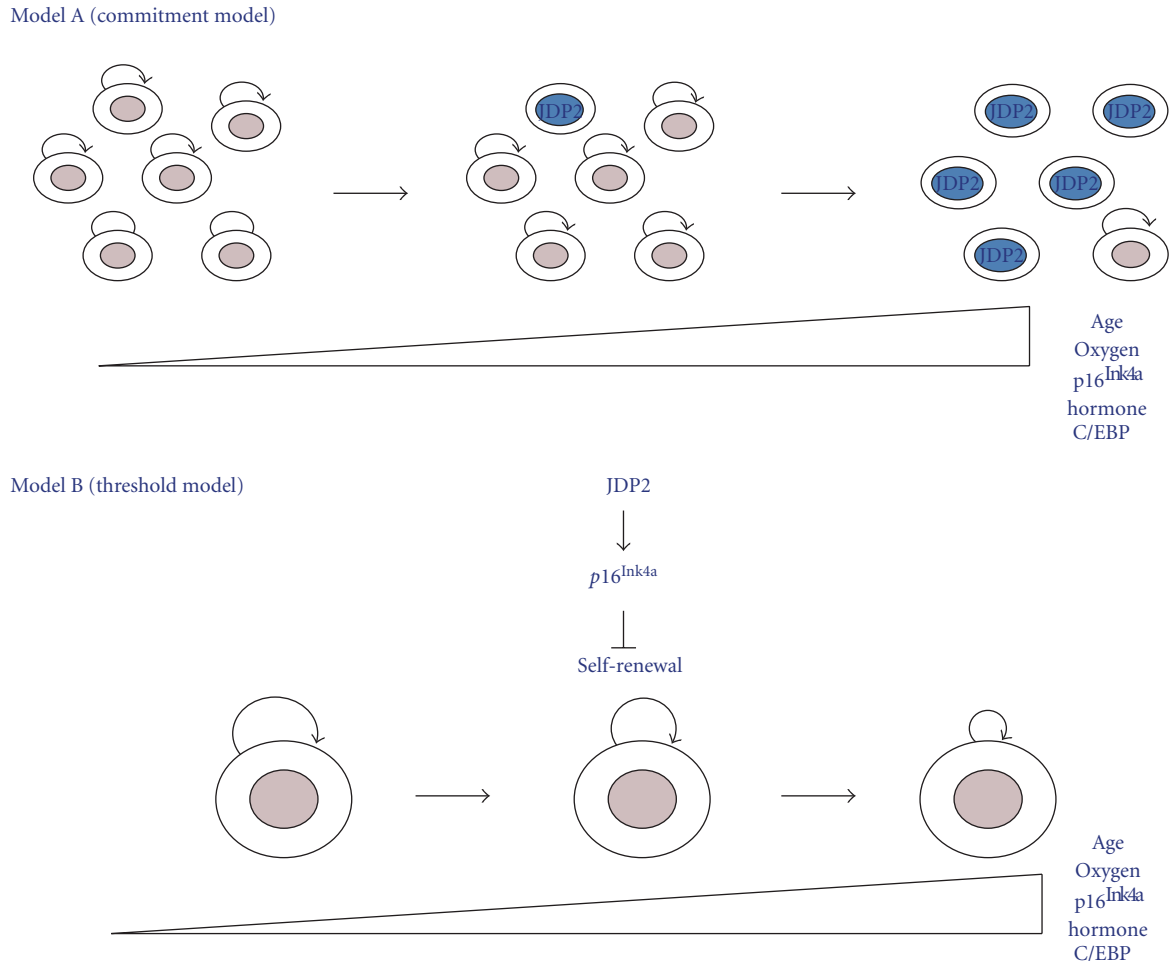 Model A (commitment model)
JDP2
JDP2
JDP2
JDP2
JDP2
JDP2
Age
Oxygen
p16Ink4a
hormone
C/EBP
Model B (threshold model)
JDP2
p16Ink4a
Self-renewal
Age
Oxygen
p16Ink4a
hormone
C/EBP